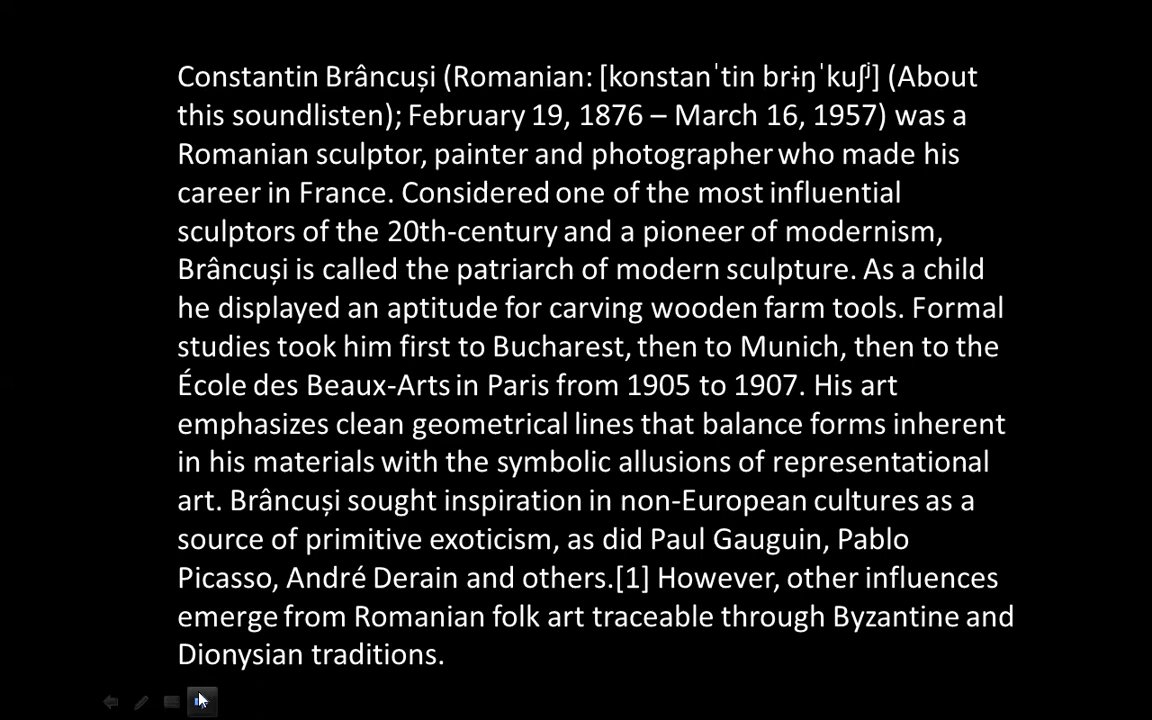 Constantin Brâncuși (Romanian: [konstanˈtin brɨŋˈkuʃʲ] (About
this soundlisten); February 19, 1876 – March 16, 1957) was a
Romanian sculptor, painter and photographer who made his
career in France. Considered one of the most influential
sculptors of the 20th-century and a pioneer of modernism,
Brâncuși is called the patriarch of modern sculpture. As a child
he displayed an aptitude for carving wooden farm tools. Formal
studies took him first to Bucharest, then to Munich, then to the
École des Beaux-Arts in Paris from 1905 to 1907. His art
emphasizes clean geometrical lines that balance forms inherent
in his materials with the symbolic allusions of representational
art. Brâncuși sought inspiration in non-European cultures as a
source of primitive exoticism, as did Paul Gauguin, Pablo
Picasso, André Derain and others.[1] However, other influences
emerge from Romanian folk art traceable through Byzantine and
Dionysian traditions.